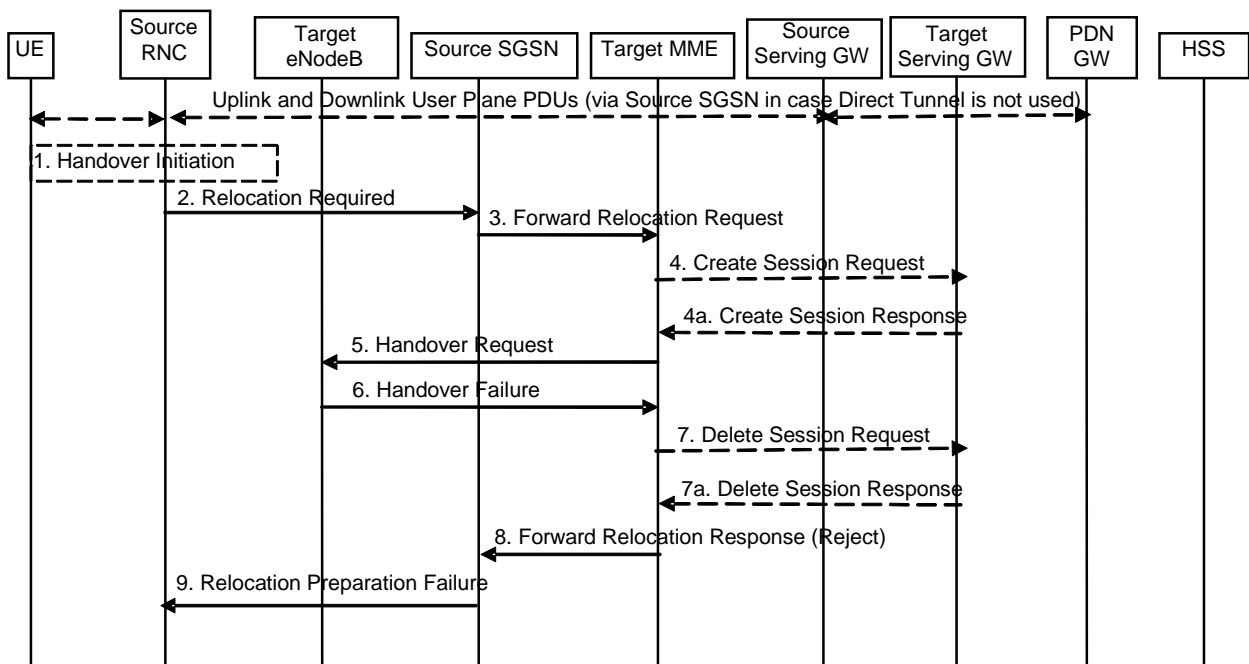 UE
Source
RNC
Target
eNodeB
Source SGSN
Target MME
Source
Serving GW
Target
Serving GW
PDN
GW
HSS
Uplink and Downlink User Plane PDUs (via Source SGSN in case Direct Tunnel is not used)
1. Handover Initiation
2. Relocation Required
3. Forward Relocation Request
4. Create Session Request
4a. Create Session Response
5. Handover Request
6. Handover Failure
7. Delete Session Request
7a. Delete Session Response
8. Forward Relocation Response (Reject)
9. Relocation Preparation Failure